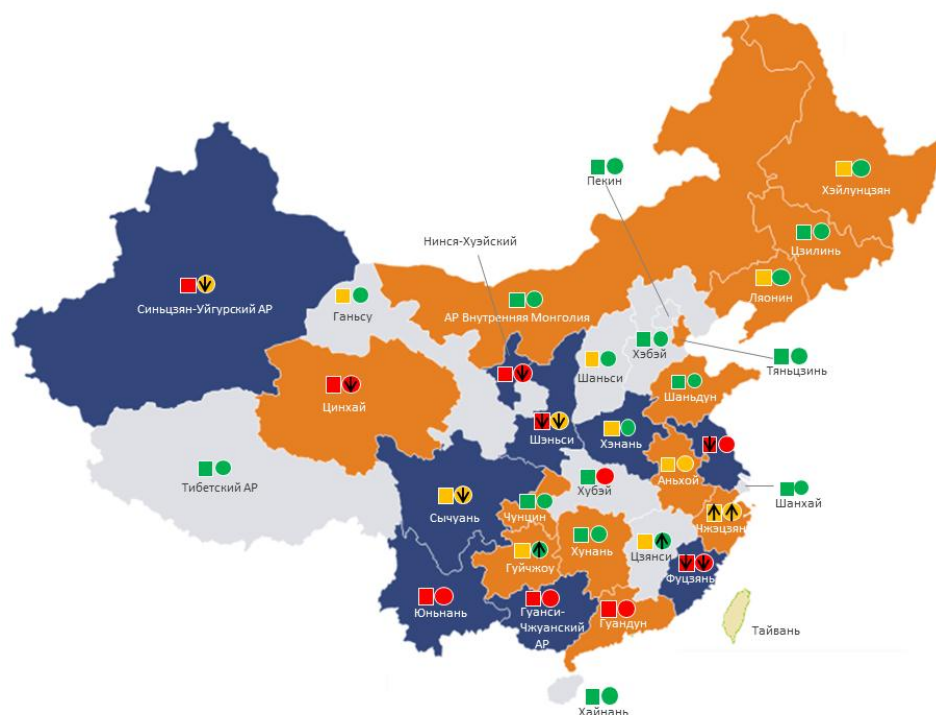 Пекин
Хэйлунцзян
Цзилинь
Нинся-Хуэйский
Ляонин
Синьцзян-Уйгурский АР
Ганьсу
АР Внутренняя Монголия
Хэбэй
Тяньцзинь
Шаньси
Шаньдун
Цинхай
Шэньси
Хэнань
Аньхой
Тибетский АР
Хубэй
Шанхай
Сычуань
Чунцин
Чжэцзян
Хунань
Цзянси
Гуйчжоу
Фуцзянь
Юньнань
Гуанси-
Чжуанский
АР
Гуандун
Тайвань
Хайнань